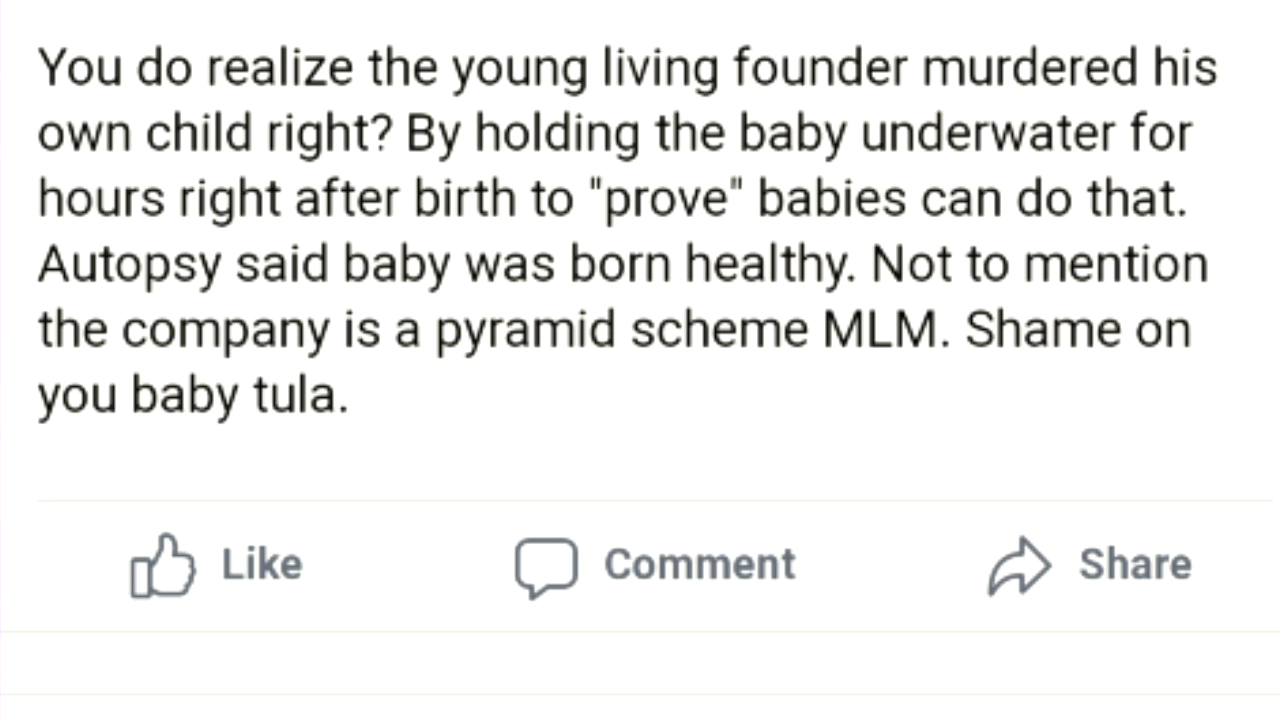 You do realize the young living founder murdered his
own child right? By holding the baby underwater for
hours right after birth to "prove" babies can do that.
Autopsy said baby was born healthy. Not to mention
the company is a pyramid scheme MLM. Shame on
you baby tula.
Like Comment Share